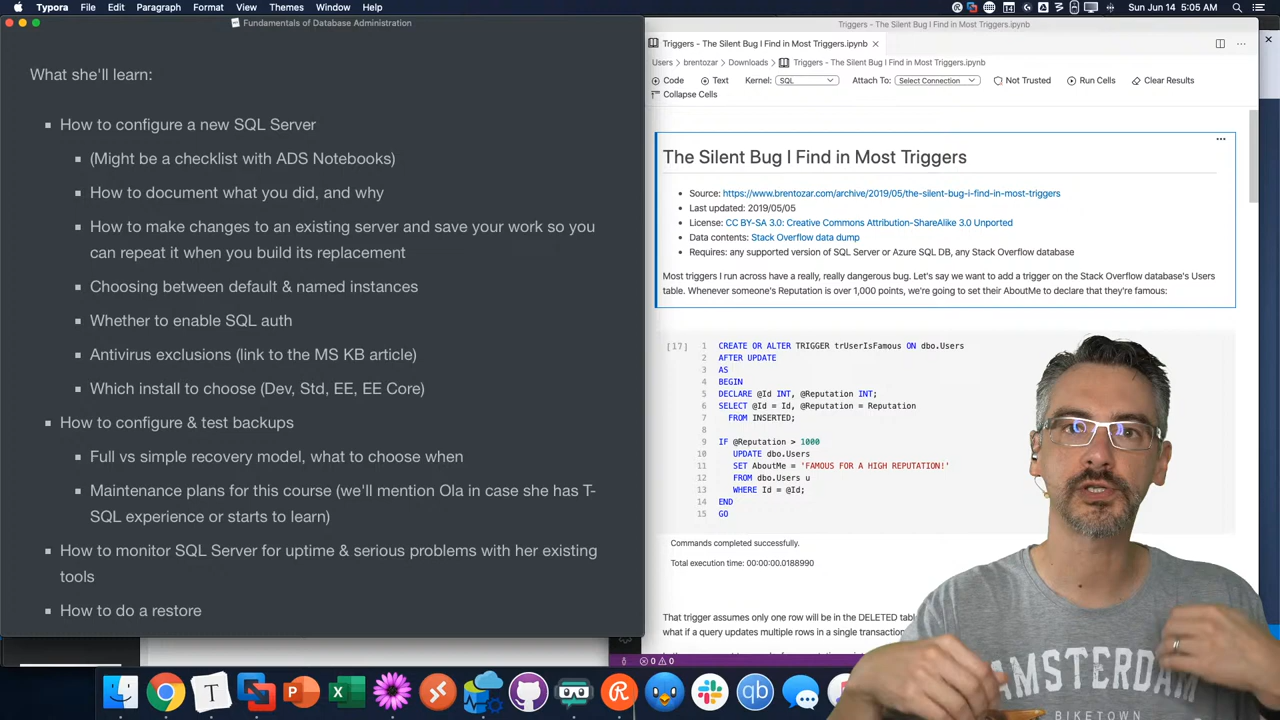 Typora File Edit Paragraph Format View Themes Window Help
Sun Jun 14 5:05 AM
Fundamentals of Database Administration
What she'll learn:
How to configure a new SQL Server
(Might be a checklist with ADS Notebooks)
How to document what you did, and why
How to make changes to an existing server and save your work so you
can repeat it when you build its replacement
Choosing between default & named instances
Whether to enable SQL auth
Antivirus exclusions (link to the MS KB article)
Which install to choose (Dev, Std, EE, EE Core)
How to configure & test backups
Full vs simple recovery model, what to choose when
Maintenance plans for this course (we'll mention Ola in case she has T-
SQL experience or starts to learn)
How to monitor SQL Server for uptime & serious problems with her existing
tools
How to do a restore
Triggers - The Silent Bug I Find in Most Triggers.ipynb
Triggers - The Silent Bug I Find in Most Triggers.ipynb
Users > brentozar > Downloads > Triggers - The Silent Bug I Find in Most Triggers.ipynb
Code Text Kernel: SQL Attach To: Select Connection Not Trusted Run Cells Clear Results
Collapse Cells
The Silent Bug I Find in Most Triggers
Source: https://www.brentozar.com/archive/2019/05/the-silent-bug-i-find-in-most-triggers
Last updated: 2019/05/05
License: CC BY-SA 3.0: Creative Commons Attribution-ShareAlike 3.0 Unported
Data contents: Stack Overflow data dump
Requires: any supported version of SQL Server or Azure SQL DB, any Stack Overflow database
Most triggers I run across have a really, really dangerous bug. Let's say we want to add a trigger on the Stack Overflow database's Users
table. Whenever someone's Reputation is over 1,000 points, we're going to set their AboutMe to declare that they're famous:
[17] 1 CREATE OR ALTER TRIGGER trUserIsFamous ON dbo.Users
2 AFTER UPDATE
3 AS
4 BEGIN
5 DECLARE @Id INT, @Reputation INT;
6 SELECT @Id = Id, @Reputation = Reputation
7 FROM INSERTED;
8
9 IF @Reputation > 1000
10 UPDATE dbo.Users
11 SET AboutMe = 'FAMOUS FOR A HIGH REPUTATION!'
12 FROM dbo.Users u
13 WHERE Id = @Id;
14 END
15 GO
Commands completed successfully.
Total execution time: 00:00:00.0188990
That trigger assumes only one row will be in the DELETED tabl
what if a query updates multiple rows in a single transaction
0 0
AMSTERDAM
BIKETOWN